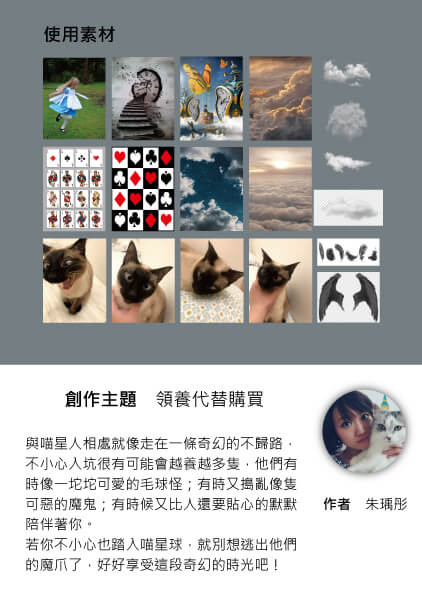 使用素材
創作主題　領養代替購買
與喵星人相處就像走在一條奇幻的不歸路，
不小心入坑很有可能會越養越多隻，他們有
時像一坨坨可愛的毛球怪；有時又搗亂像隻
可惡的魔鬼；有時候又比人還要貼心的默默
陪伴著你。
若你不小心也踏入喵星球，就別想逃出他們
的魔爪了，好好享受這段奇幻的時光吧！
作者　朱瑀彤